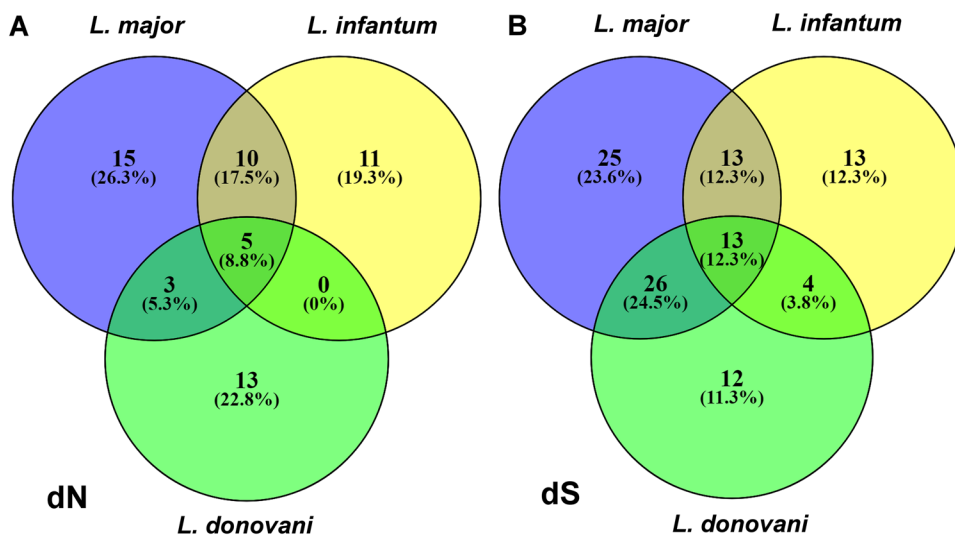 A
L. major
L. infantum
15
(26.3%)
10
(17.5%)
11
(19.3%)
5
(8.8%)
3
(5.3%)
0
(0%)
13
(22.8%)
dN
L. donovani
B
L. major
L. infantum
25
(23.6%)
13
(12.3%)
13
(12.3%)
13
(12.3%)
26
(24.5%)
4
(3.8%)
12
(11.3%)
dS
L. donovani